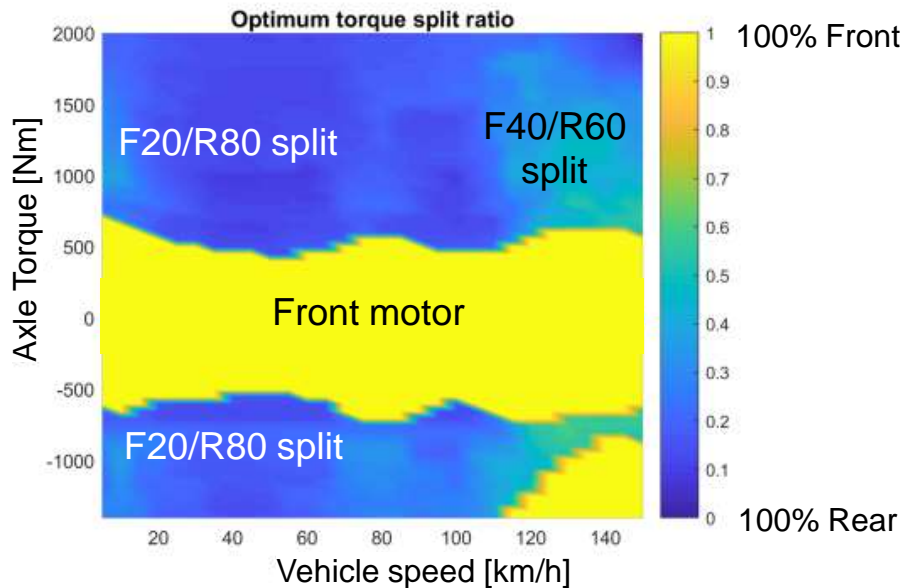 Optimum torque split ratio
2000
1500
1000
500
0
-500
-1000
Axle Torque [Nm]
F20/R80 split
F40/R60
split
Front motor
F20/R80 split
20
40
60
80
100
120
140
Vehicle speed [km/h]
1
0.9
0.8
0.7
0.6
0.5
0.4
0.3
0.2
0.1
0
100% Front
100% Rear